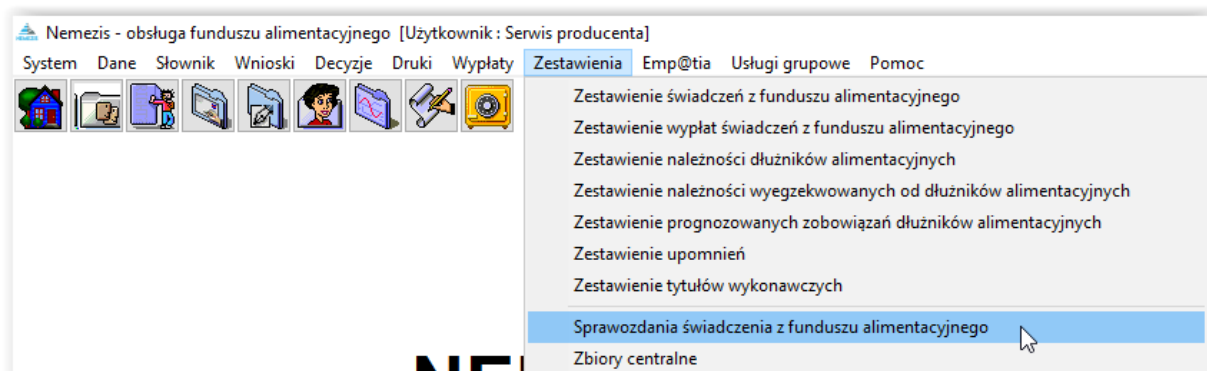 Nemezis - obsługa funduszu alimentacyjnego [Użytkownik : Serwis producenta]
System Dane Słownik Wnioski Decyzje Druki Wypłaty Zestawienia Emp@tia Usługi grupowe Pomoc
Zestawienie świadczeń z funduszu alimentacyjnego
Zestawienie wypłat świadczeń z funduszu alimentacyjnego
Zestawienie należności dłużników alimentacyjnych
Zestawienie należności wyegzekwowanych od dłużników alimentacyjnych
Zestawienie prognozowanych zobowiązań dłużników alimentacyjnych
Zestawienie upomnień
Zestawienie tytułów wykonawczych
Sprawozdania świadczenia z funduszu alimentacyjnego
Zbiory centralne